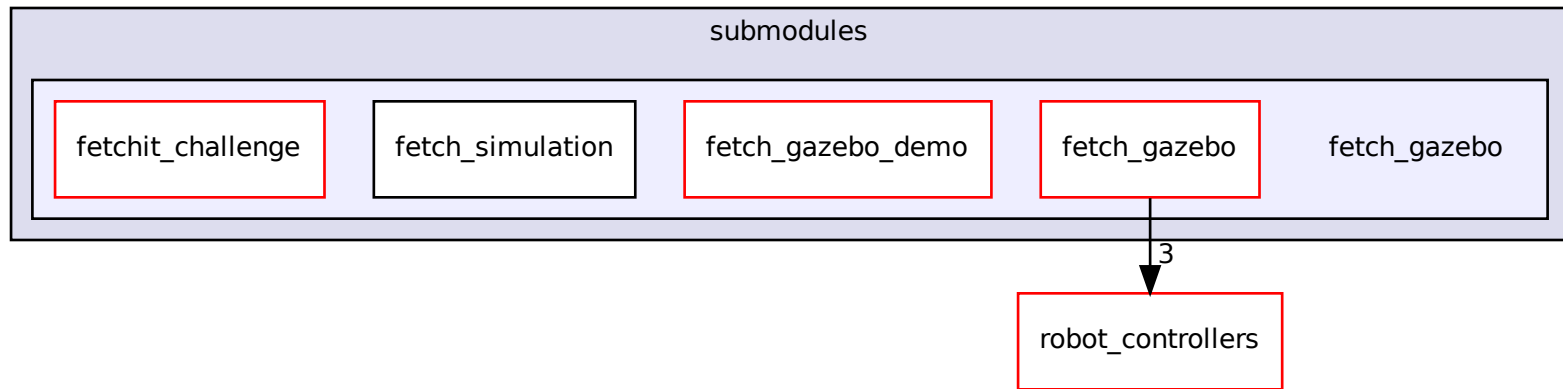 submodules
fetchit_challenge
fetch_simulation
fetch_gazebo_demo
fetch_gazebo
fetch_gazebo
3
robot_controllers